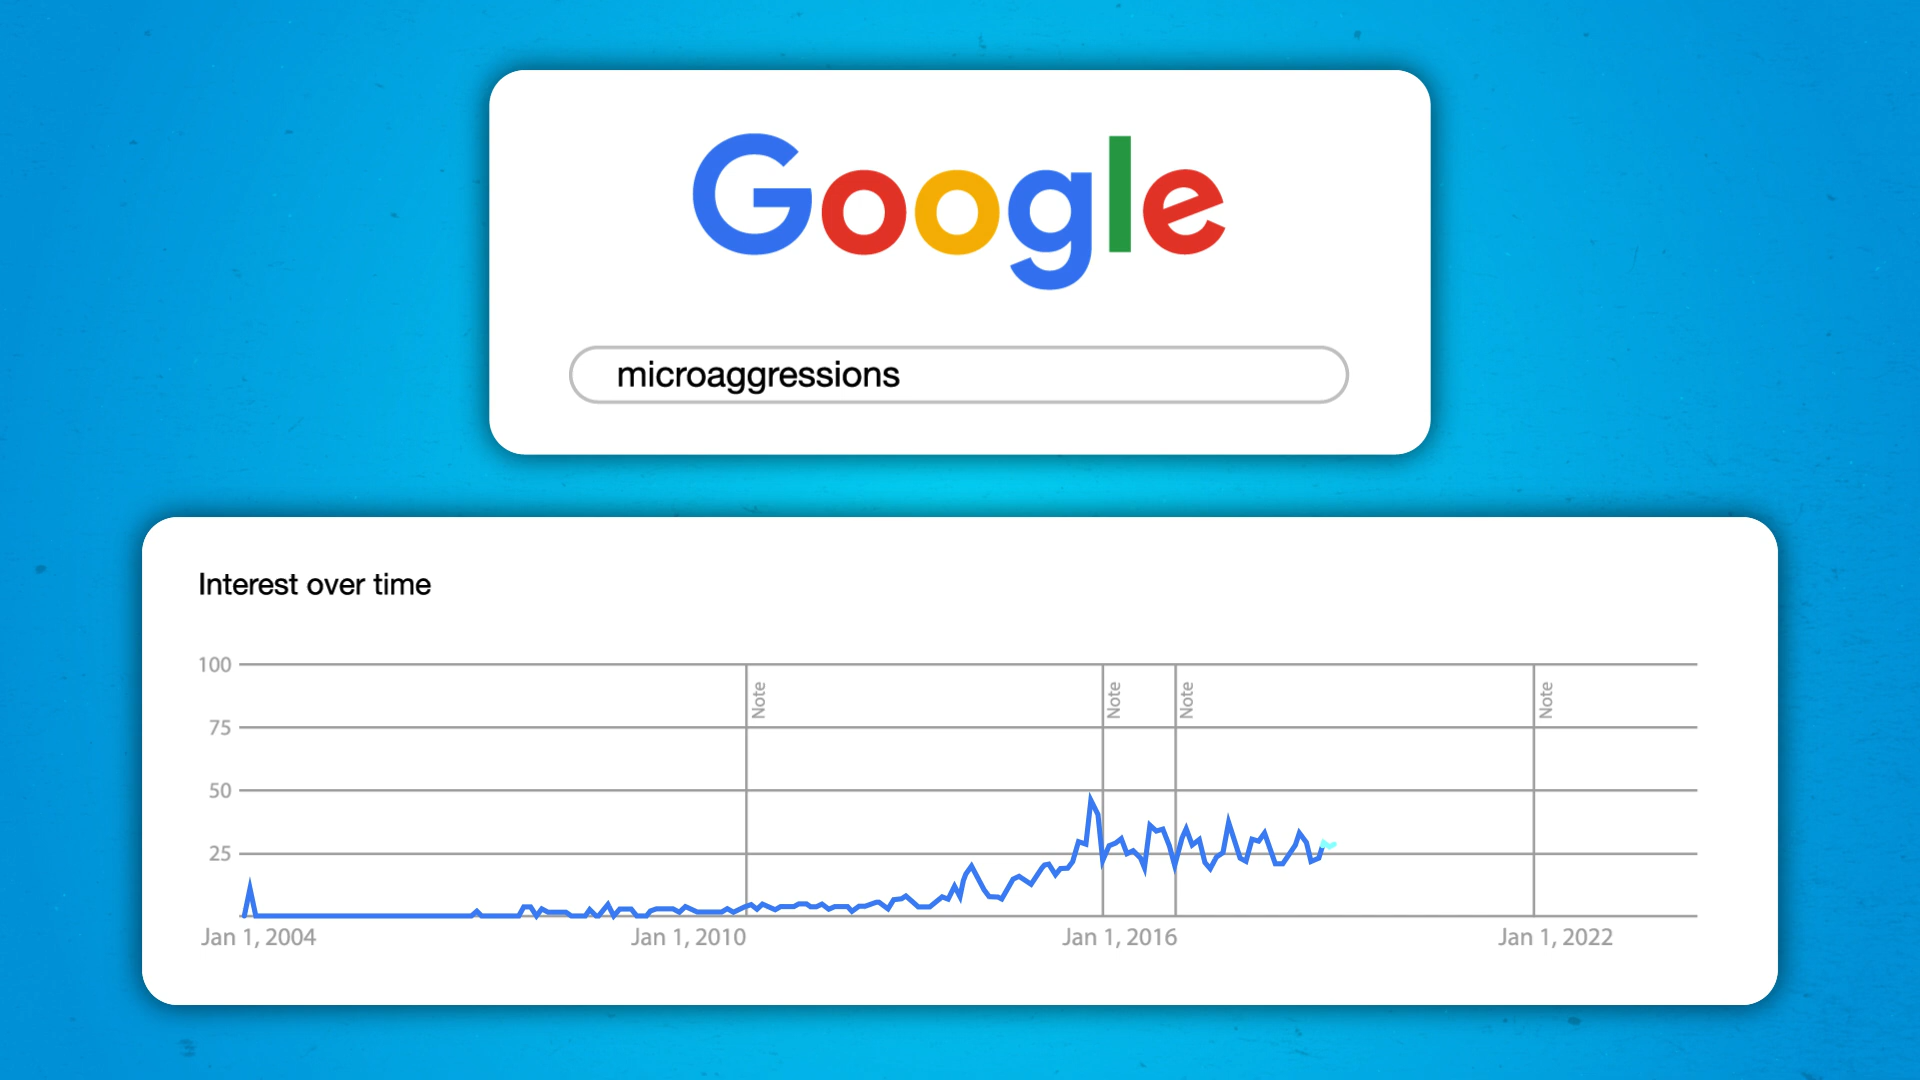 Google
microaggressions
Interest over time
100
Note
Note
Note
Note
75
50
25
Jan 1, 2004
Jan 1, 2010
Jan 1, 2016
Jan 1, 2022